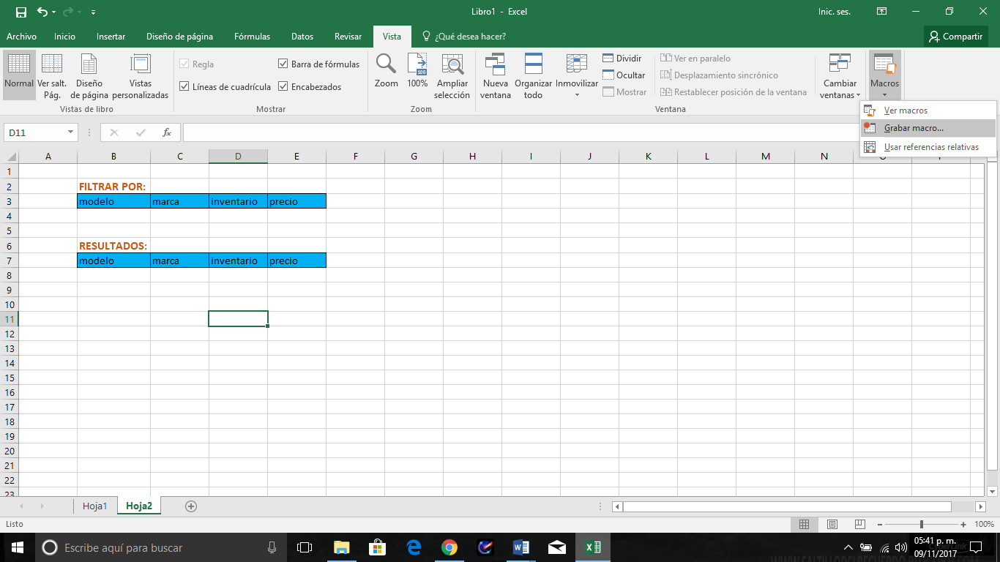 Libro1 - Excel
Inic. ses.
Archivo Inicio Insertar Diseño de página Fórmulas Datos Revisar Vista ¿Qué desea hacer? Compartir
Normal
Ver salt. Pág.
Diseño de página
Vistas personalizadas
Vistas de libro
Regla
Barra de fórmulas
Líneas de cuadrícula
Encabezados
Mostrar
Zoom
100
100%
Ampliar selección
Zoom
Nueva ventana
Organizar todo
Inmovilizar
Dividir
Ocultar
Mostrar
Ver en paralelo
Desplazamiento sincrónico
Restablecer posición de la ventana
Cambiar ventanas
Ventana
Macros
Ver macros
Grabar macro...
Usar referencias relativas
D11
fx
A B C D E F G H I J K L M N
1
2 FILTRAR POR:
3 modelo marca inventario precio
4
5
6 RESULTADOS:
7 modelo marca inventario precio
8
9
10
11
12
13
14
15
16
17
18
19
20
21
22
23
Hoja1 Hoja2
Listo
100%
Escribe aquí para buscar
05:41 p. m.
09/11/2017